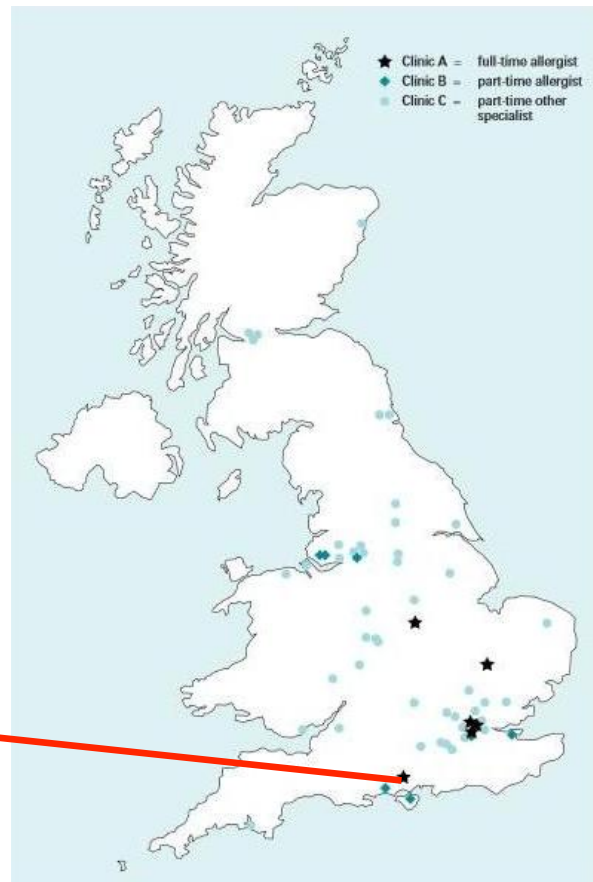 Clinic A = full-time allergist
Clinic B = part-time allergist
Clinic C = part-time other
specialist